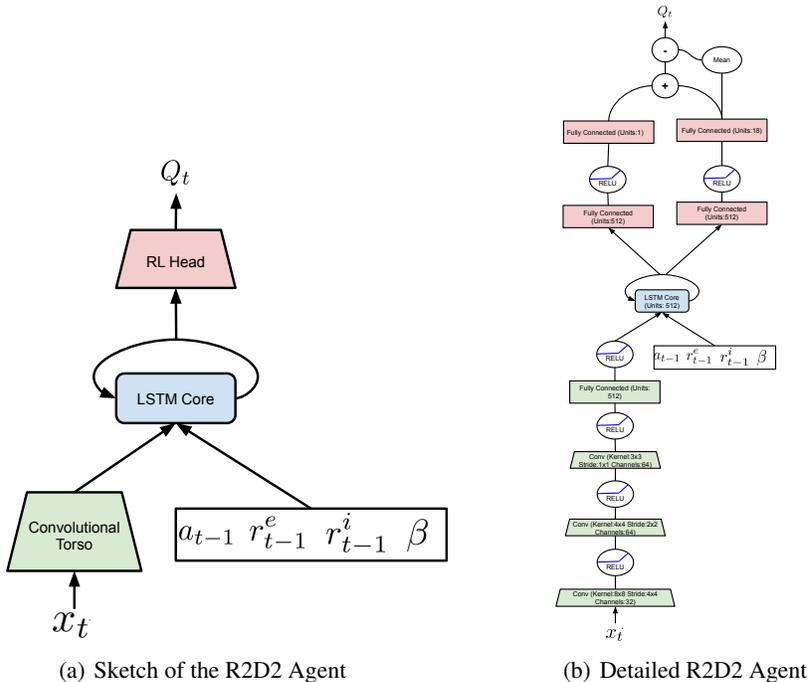 Q_t
RL Head
LSTM Core
Convolutional
Torso
a_{t-1} r^e_{t-1} r^i_{t-1} β
x_t
(a) Sketch of the R2D2 Agent
Q_t
-
Mean
+
Fully Connected (Units:1)
Fully Connected (Units:18)
RELU
RELU
Fully Connected
(Units:512)
Fully Connected
(Units:512)
LSTM Core
(Units: 512)
RELU
a_{t-1} r^e_{t-1} r^i_{t-1} β
Fully Connected (Units:
512)
RELU
Conv (Kernel:3x3
Stride:1x1 Channels:64)
RELU
Conv (Kernel:4x4 Stride:2x2
Channels:64)
RELU
Conv (Kernel:8x8 Stride:4x4
Channels:32)
x_t
(b) Detailed R2D2 Agent